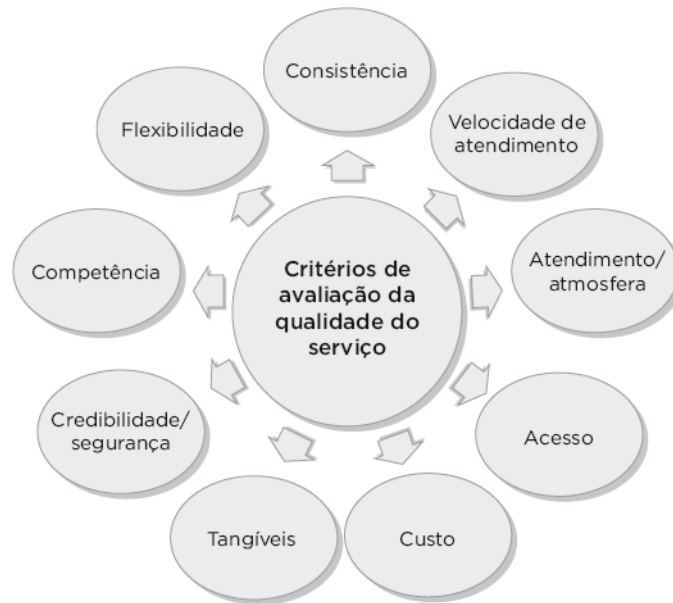 Consistência
Velocidade de
atendimento
Atendimento/
atmosfera
Acesso
Custo
Tangíveis
Credibilidade/
segurança
Competência
Flexibilidade
Critérios de
avaliação da
qualidade do
serviço